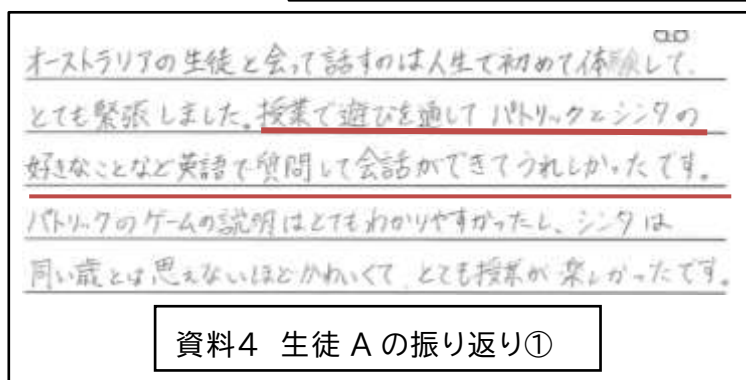 オーストラリアの生徒と会って話すのは人生で初めて体験して、
とても緊張しました。授業で遊びを通してパトリックとシンタの
好きなことなど英語で質問して会話ができてうれしかったです。
パトリックのゲームの説明はとてもわかりやすかったし、シンタは
同い歳とは思えないほどかわいくて、とても授業が楽しかったです。
資料4 生徒 A の振り返り①